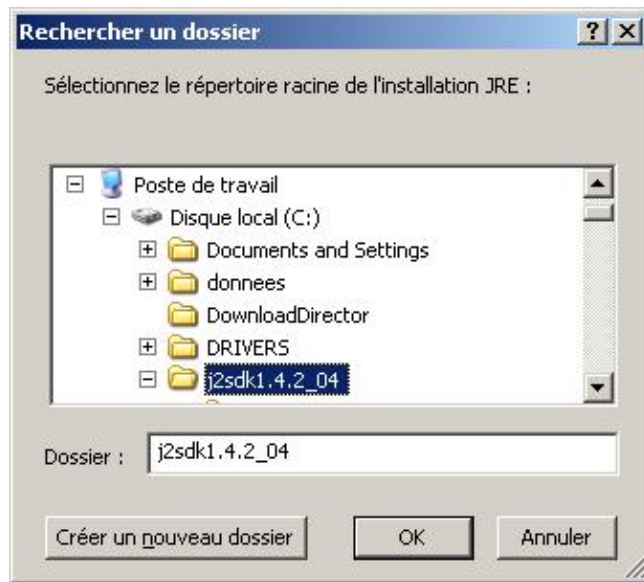 Rechercher un dossier
Sélectionnez le répertoire racine de l'installation JRE :
Poste de travail
Disque local (C:)
Documents and Settings
donnees
DownloadDirector
DRIVERS
j2sdk1.4.2_04
Dossier : j2sdk1.4.2_04
Créer un nouveau dossier OK Annuler